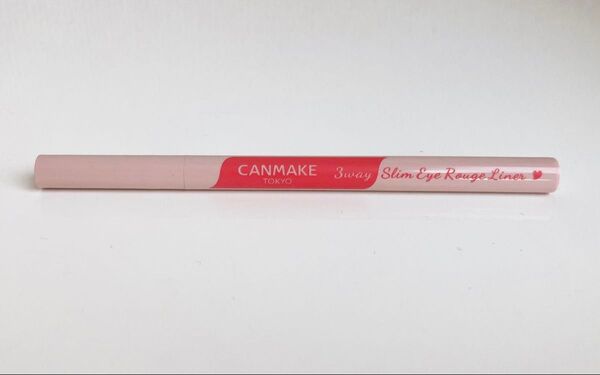 CANMAKE
TOKYO
3way Slim Eye Rouge Liner